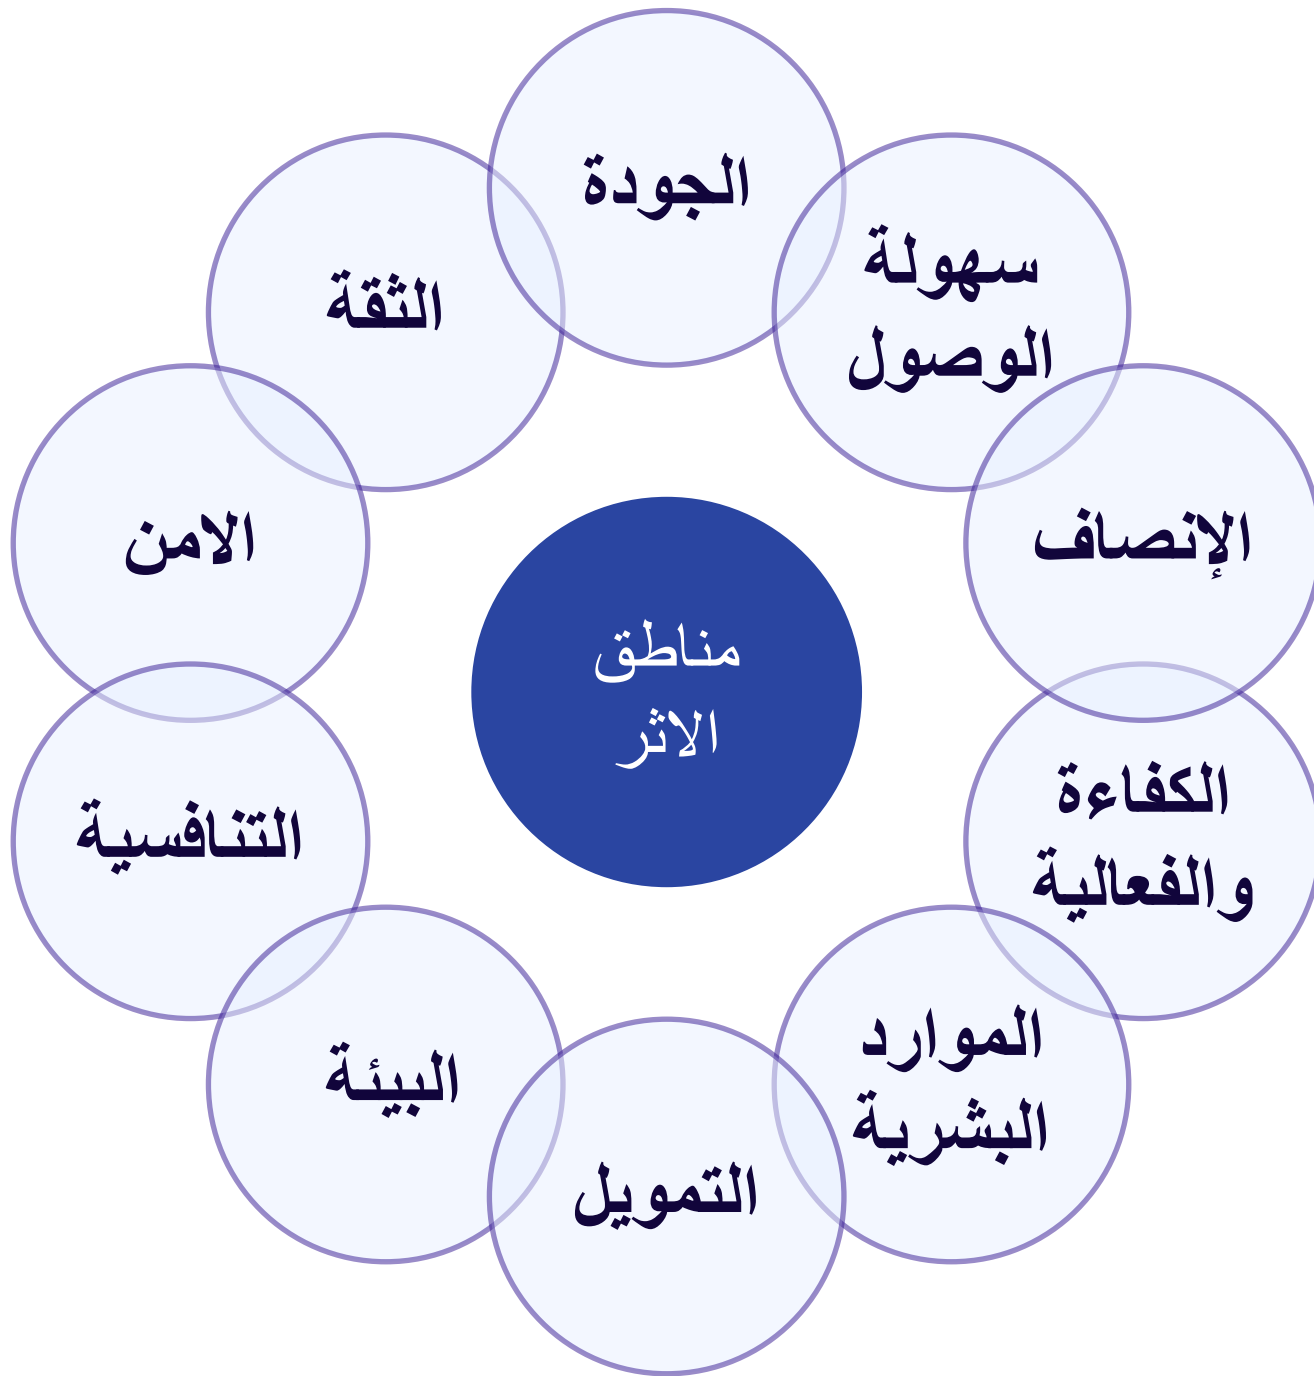 الجودة
سهولة
الوصول
الإنصاف
الكفاءة
والفعالية
الموارد
البشرية
التمويل
البيئة
التنافسية
الامن
الثقة
مناطق
الاثر